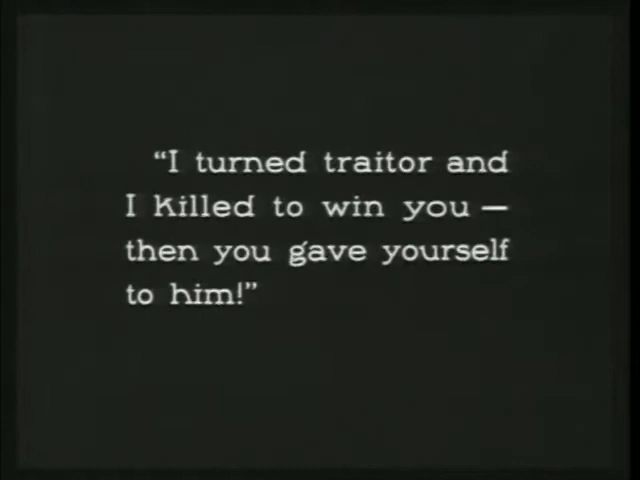 “I turned traitor and
I killed to win you —
then you gave yourself
to him!”